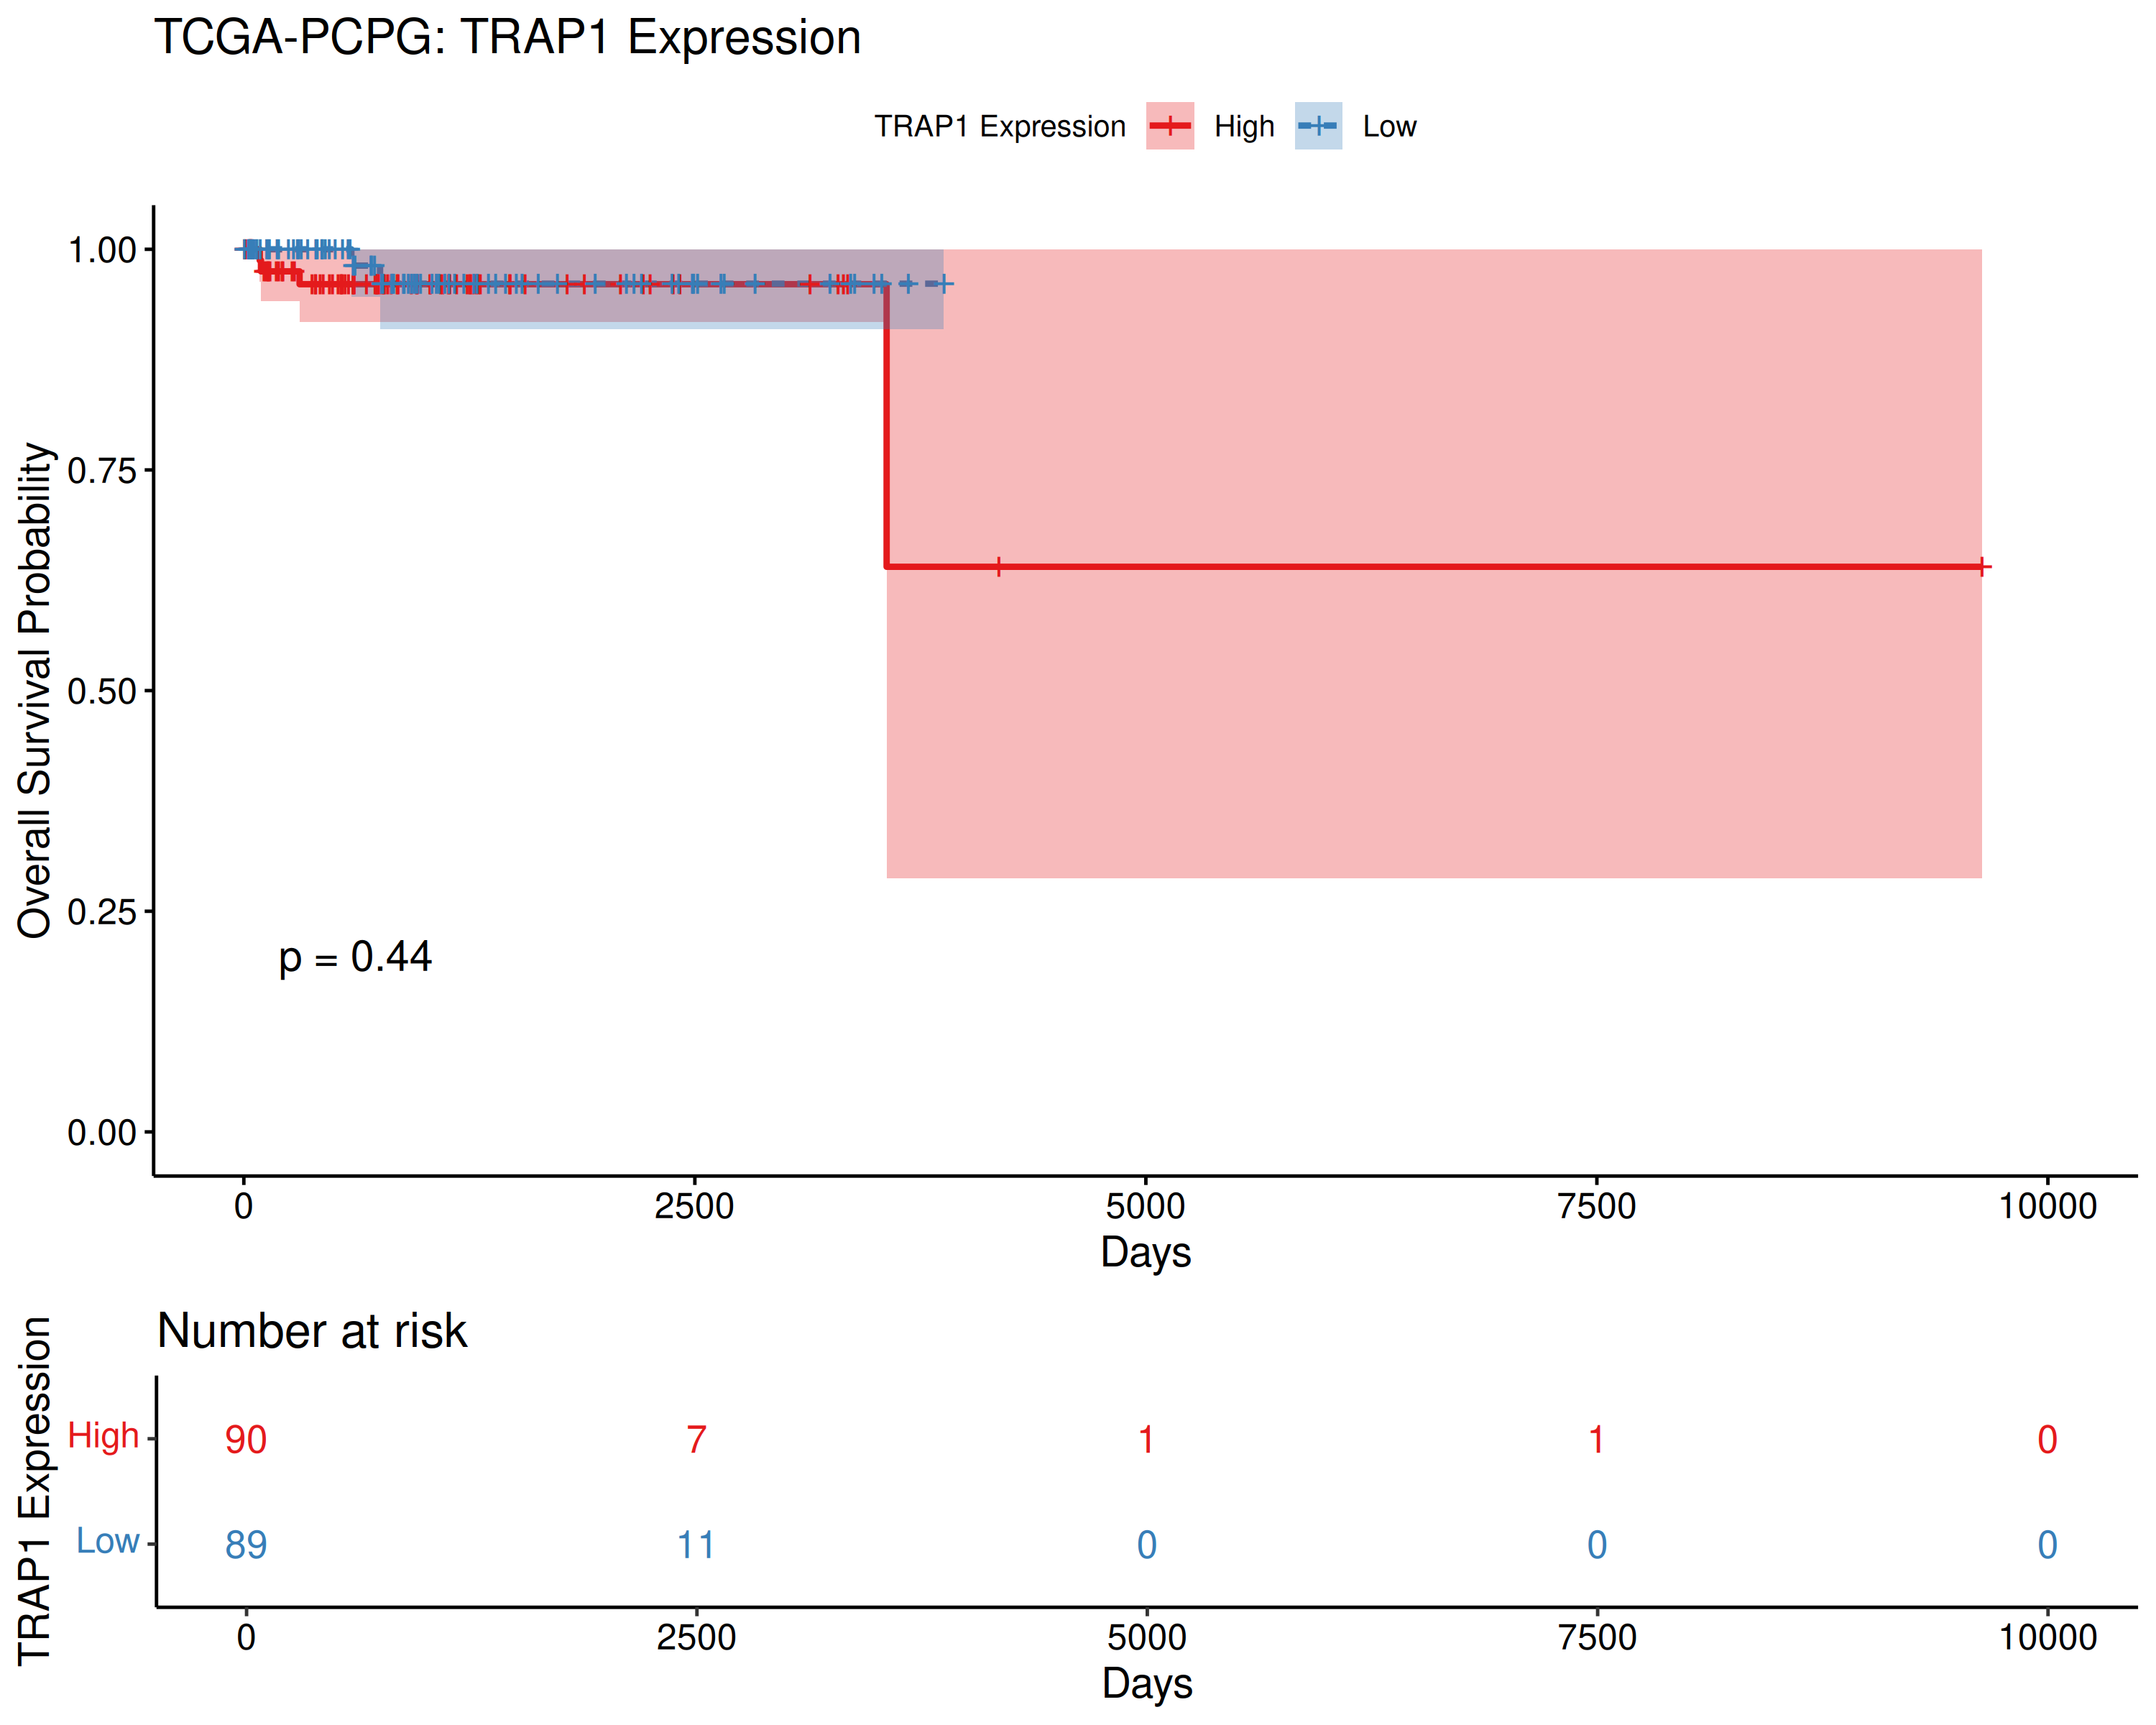 TCGA-PCPG: TRAP1 Expression
TRAP1 Expression High Low
Overall Survival Probability
1.00
0.75
0.50
0.25
0.00
p = 0.44
0 2500 5000 7500 10000
Days
Number at risk
TRAP1 Expression
High 90 7 1 1 0
Low 89 11 0 0 0
0 2500 5000 7500 10000
Days